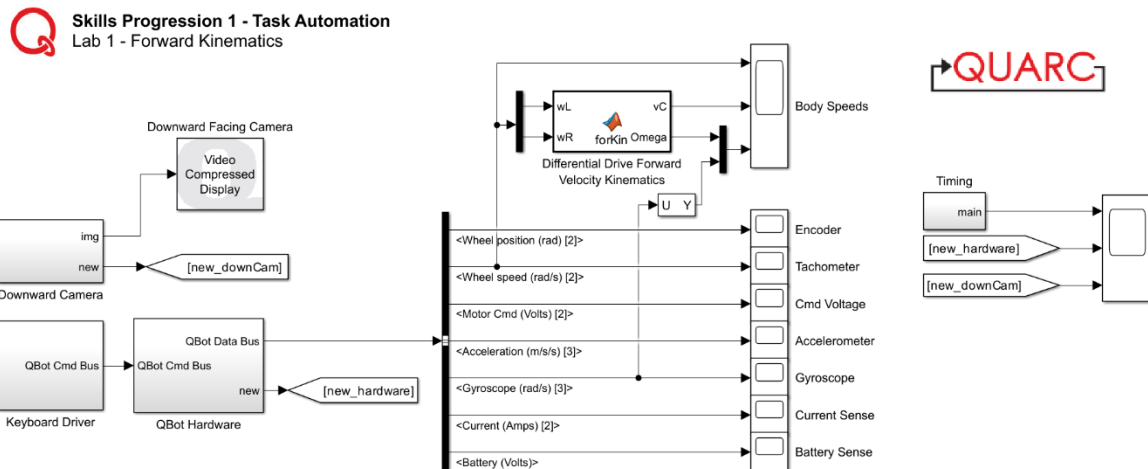 Skills Progression 1 - Task Automation
Lab 1 - Forward Kinematics
QUARC
Downward Facing Camera
Video
Compressed
Display
img
new
[new_downCam]
Downward Camera
QBot Cmd Bus
Keyboard Driver
QBot Data Bus
QBot Cmd Bus
new
QBot Hardware
[new_hardware]
wL
vC
wR
forKin
Omega
Differential Drive Forward
Velocity Kinematics
U
Y
Body Speeds
<Wheel position (rad) [2]>
Encoder
<Wheel speed (rad/s) [2]>
Tachometer
<Motor Cmd (Volts) [2]>
Cmd Voltage
<Acceleration (m/s/s) [3]>
Accelerometer
<Gyroscope (rad/s) [3]>
Gyroscope
<Current (Amps) [2]>
Current Sense
<Battery (Volts)>
Battery Sense
Timing
main
[new_hardware]
[new_downCam]